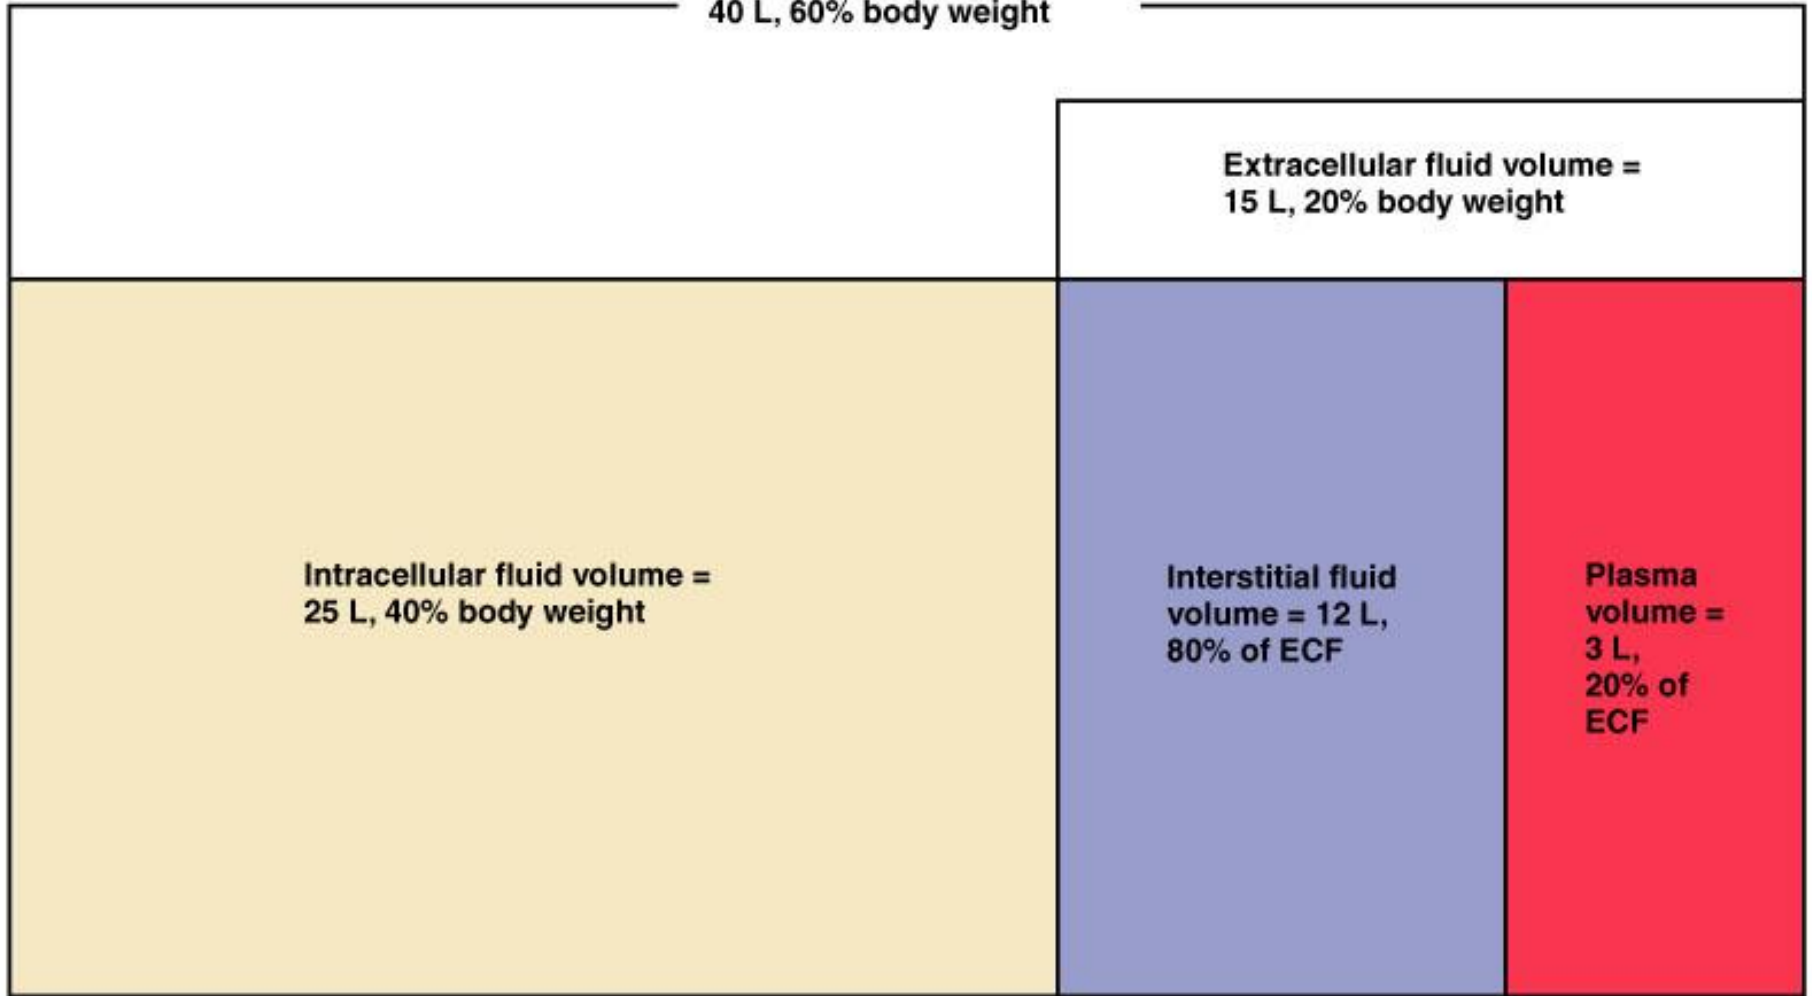 40 L, 60% body weight
Extracellular fluid volume =
15 L, 20% body weight
Intracellular fluid volume =
25 L, 40% body weight
Interstitial fluid
volume = 12 L,
80% of ECF
Plasma
volume =
3 L,
20% of
ECF